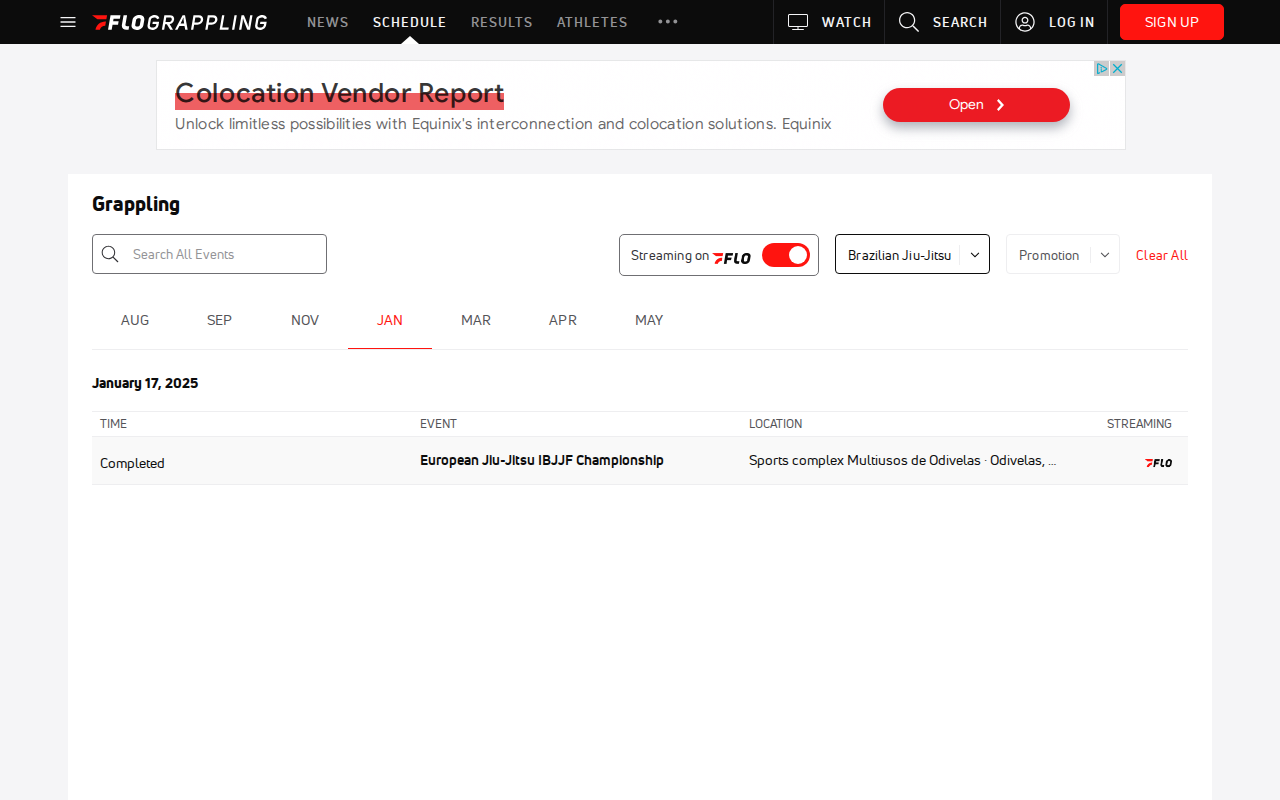 FLOGRAPPLING NEWS SCHEDULE RESULTS ATHLETES WATCH SEARCH LOG IN SIGN UP
Colocation Vendor Report
Unlock limitless possibilities with Equinix's interconnection and colocation solutions. Equinix
Open
Grappling
Search All Events
Streaming on FLO
Brazilian Jiu-Jitsu
Promotion
Clear All
AUG SEP NOV JAN MAR APR MAY
January 17, 2025
TIME EVENT LOCATION STREAMING
Completed European Jiu-Jitsu IBJJF Championship Sports complex Multiusos de Odivelas · Odivelas, ... FLO